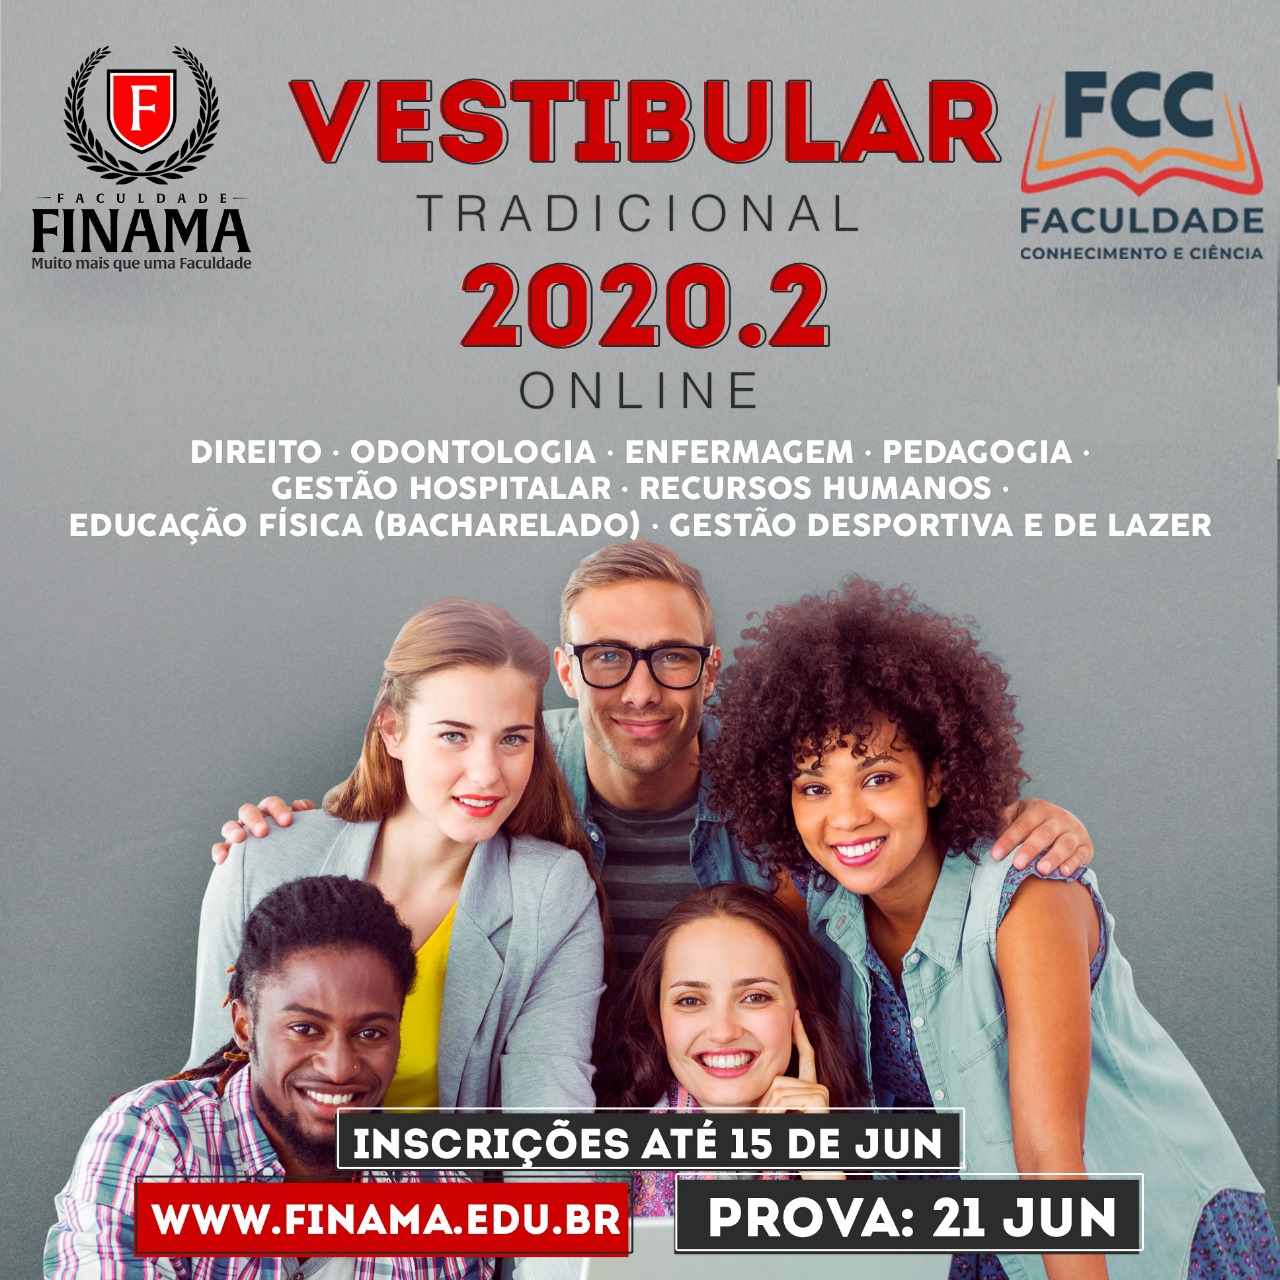 F
FACULDADE
FINAMA
Muito mais que uma Faculdade
VESTIBULAR
TRADICIONAL
2020.2
ONLINE
FCC
FACULDADE
CONHECIMENTO E CIÊNCIA
DIREITO · ODONTOLOGIA · ENFERMAGEM · PEDAGOGIA ·
GESTÃO HOSPITALAR · RECURSOS HUMANOS ·
EDUCAÇÃO FÍSICA (BACHARELADO) · GESTÃO DESPORTIVA E DE LAZER
INSCRIÇÕES ATÉ 15 DE JUN
WWW.FINAMA.EDU.BR
PROVA: 21 JUN